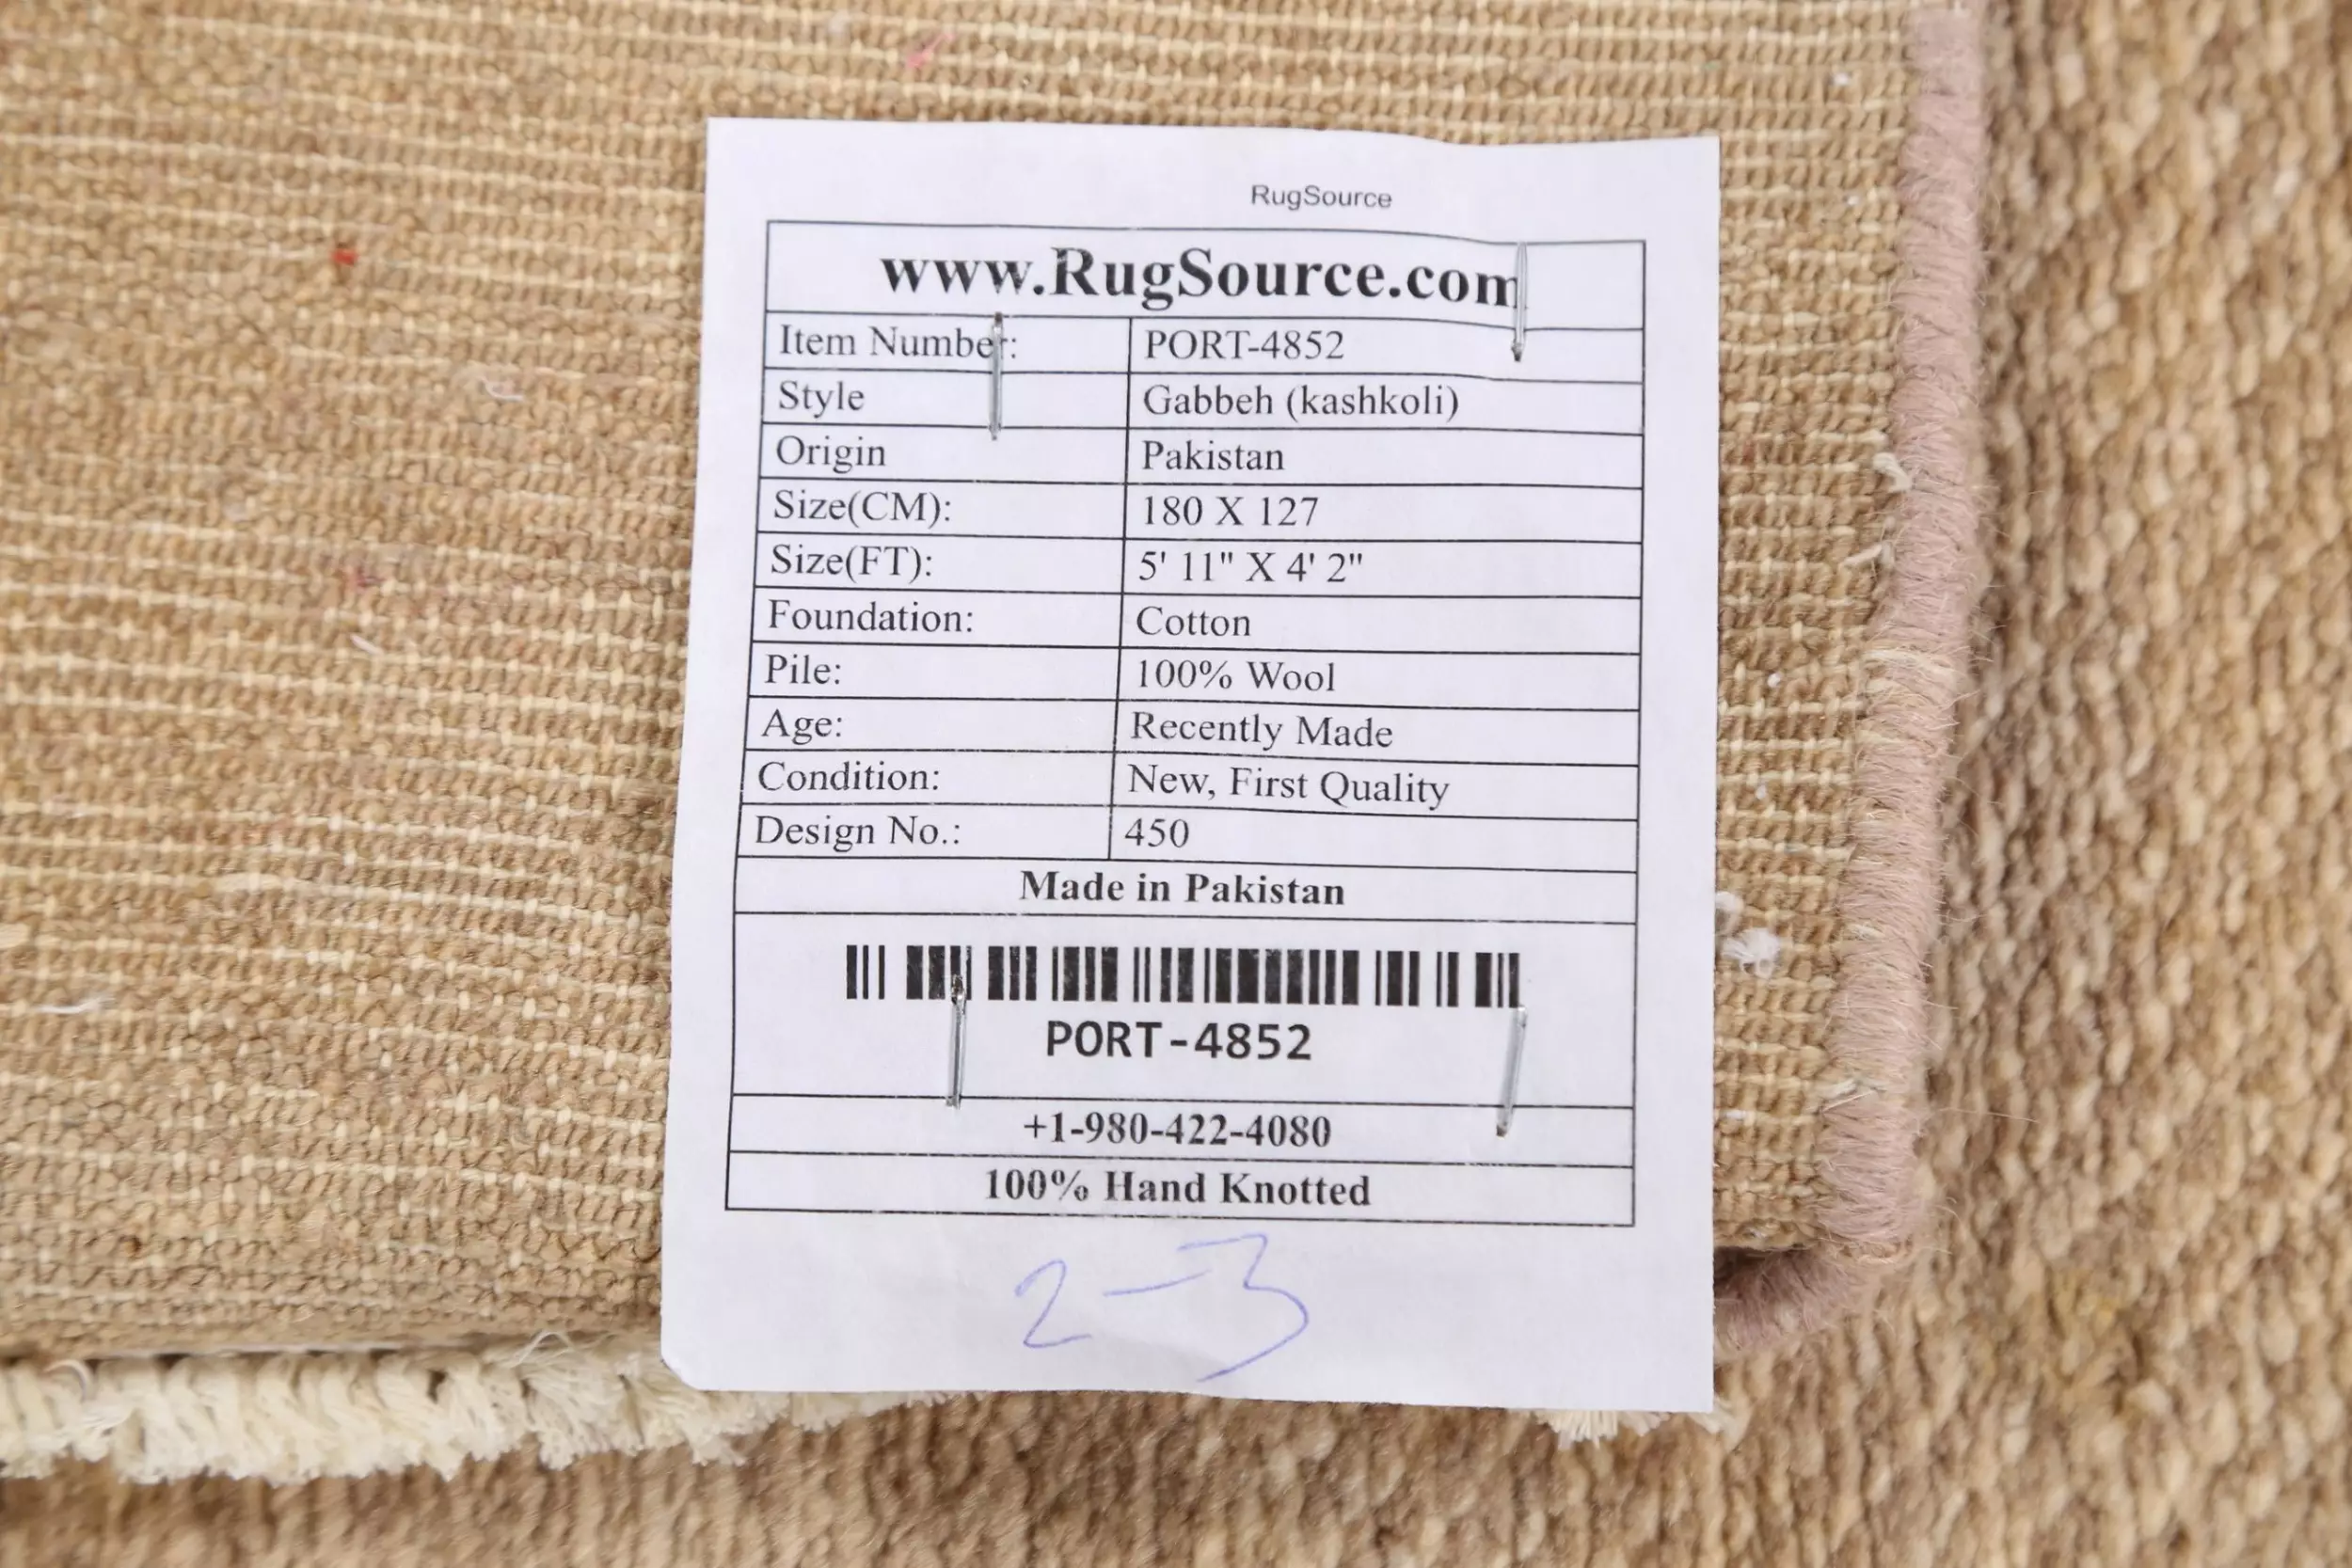 RugSource
www.RugSource.com
Item Number: PORT-4852
Style Gabbeh (kashkoli)
Origin Pakistan
Size(CM): 180 X 127
Size(FT): 5' 11" X 4' 2"
Foundation: Cotton
Pile: 100% Wool
Age: Recently Made
Condition: New, First Quality
Design No.: 450
Made in Pakistan
PORT-4852
+1-980-422-4080
100% Hand Knotted
2-3